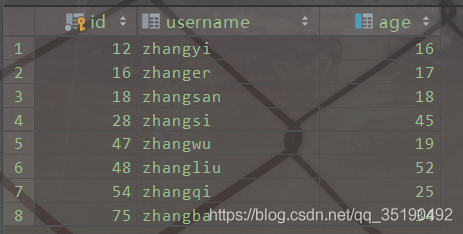 id username age
1 12 zhangyi 16
2 16 zhanger 17
3 18 zhangsan 18
4 28 zhangsi 45
5 47 zhangwu 19
6 48 zhangliu 52
7 54 zhangqi 25
8 75 zhangba
https://blog.csdn.net/qq_35190492